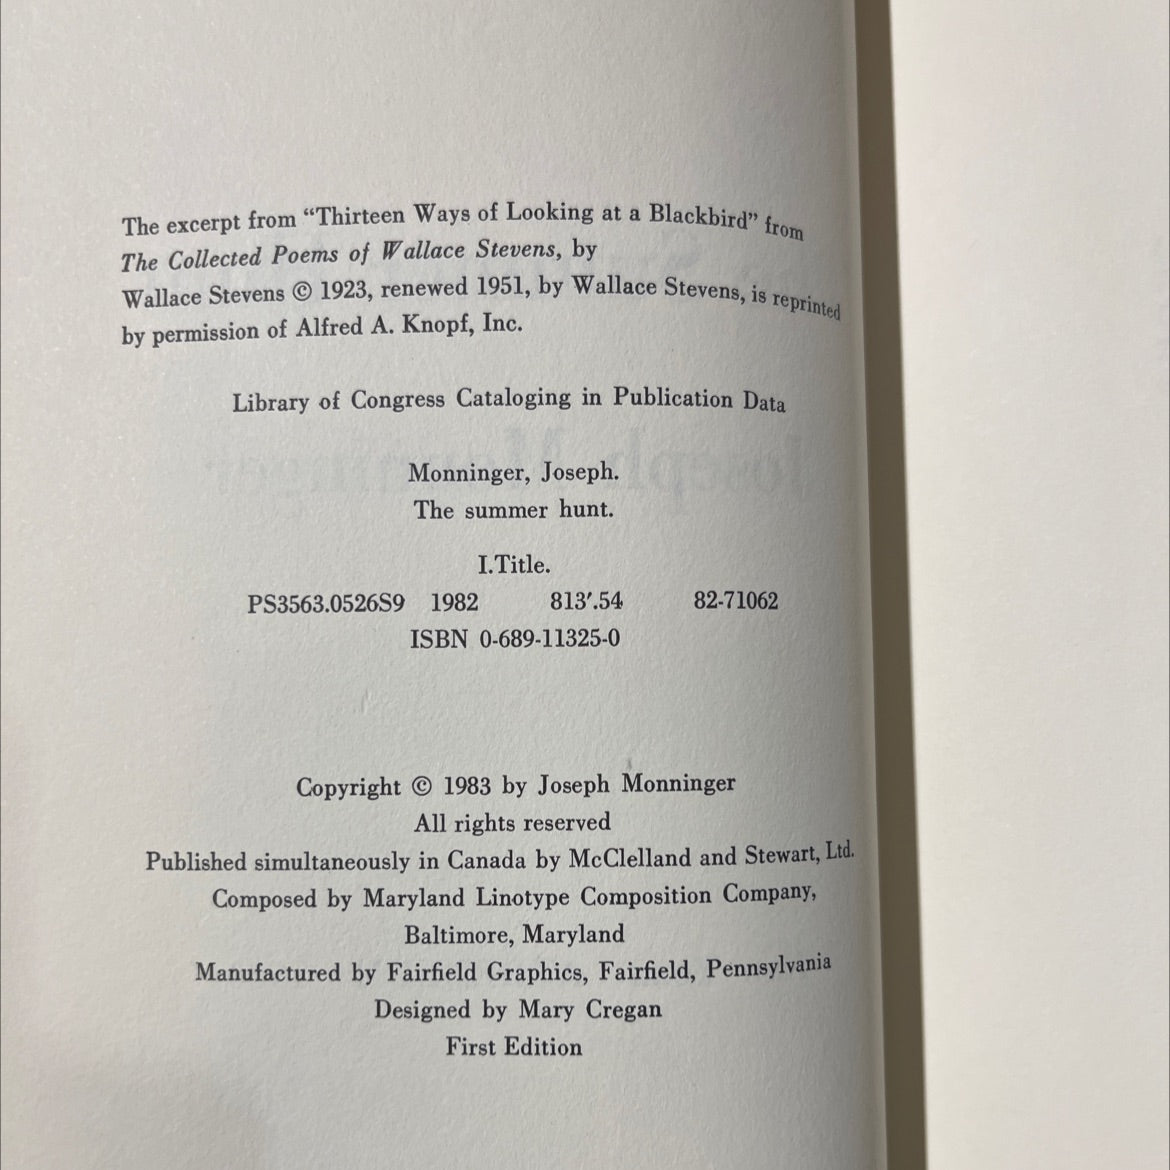 The excerpt from “Thirteen Ways of Looking at a Blackbird” from
The Collected Poems of Wallace Stevens, by
Wallace Stevens © 1923, renewed 1951, by Wallace Stevens, is reprinted
by permission of Alfred A. Knopf, Inc.
Library of Congress Cataloging in Publication Data
Monninger, Joseph.
The summer hunt.
I.Title.
PS3563.0526S9 1982 813′.54 82-71062
ISBN 0-689-11325-0
Copyright © 1983 by Joseph Monninger
All rights reserved
Published simultaneously in Canada by McClelland and Stewart, Ltd.
Composed by Maryland Linotype Composition Company,
Baltimore, Maryland
Manufactured by Fairfield Graphics, Fairfield, Pennsylvania
Designed by Mary Cregan
First Edition